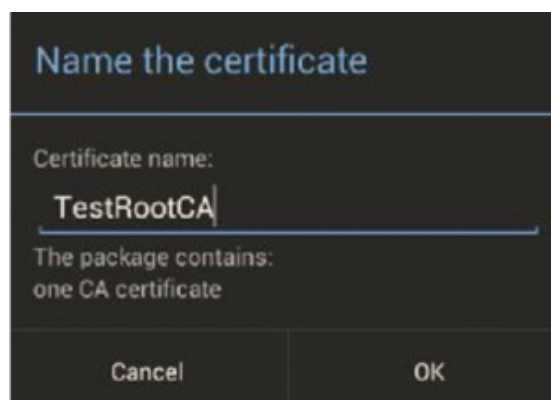 Name the certificate
Certificate name:
TestRootCA
The package contains:
one CA certificate
Cancel
OK